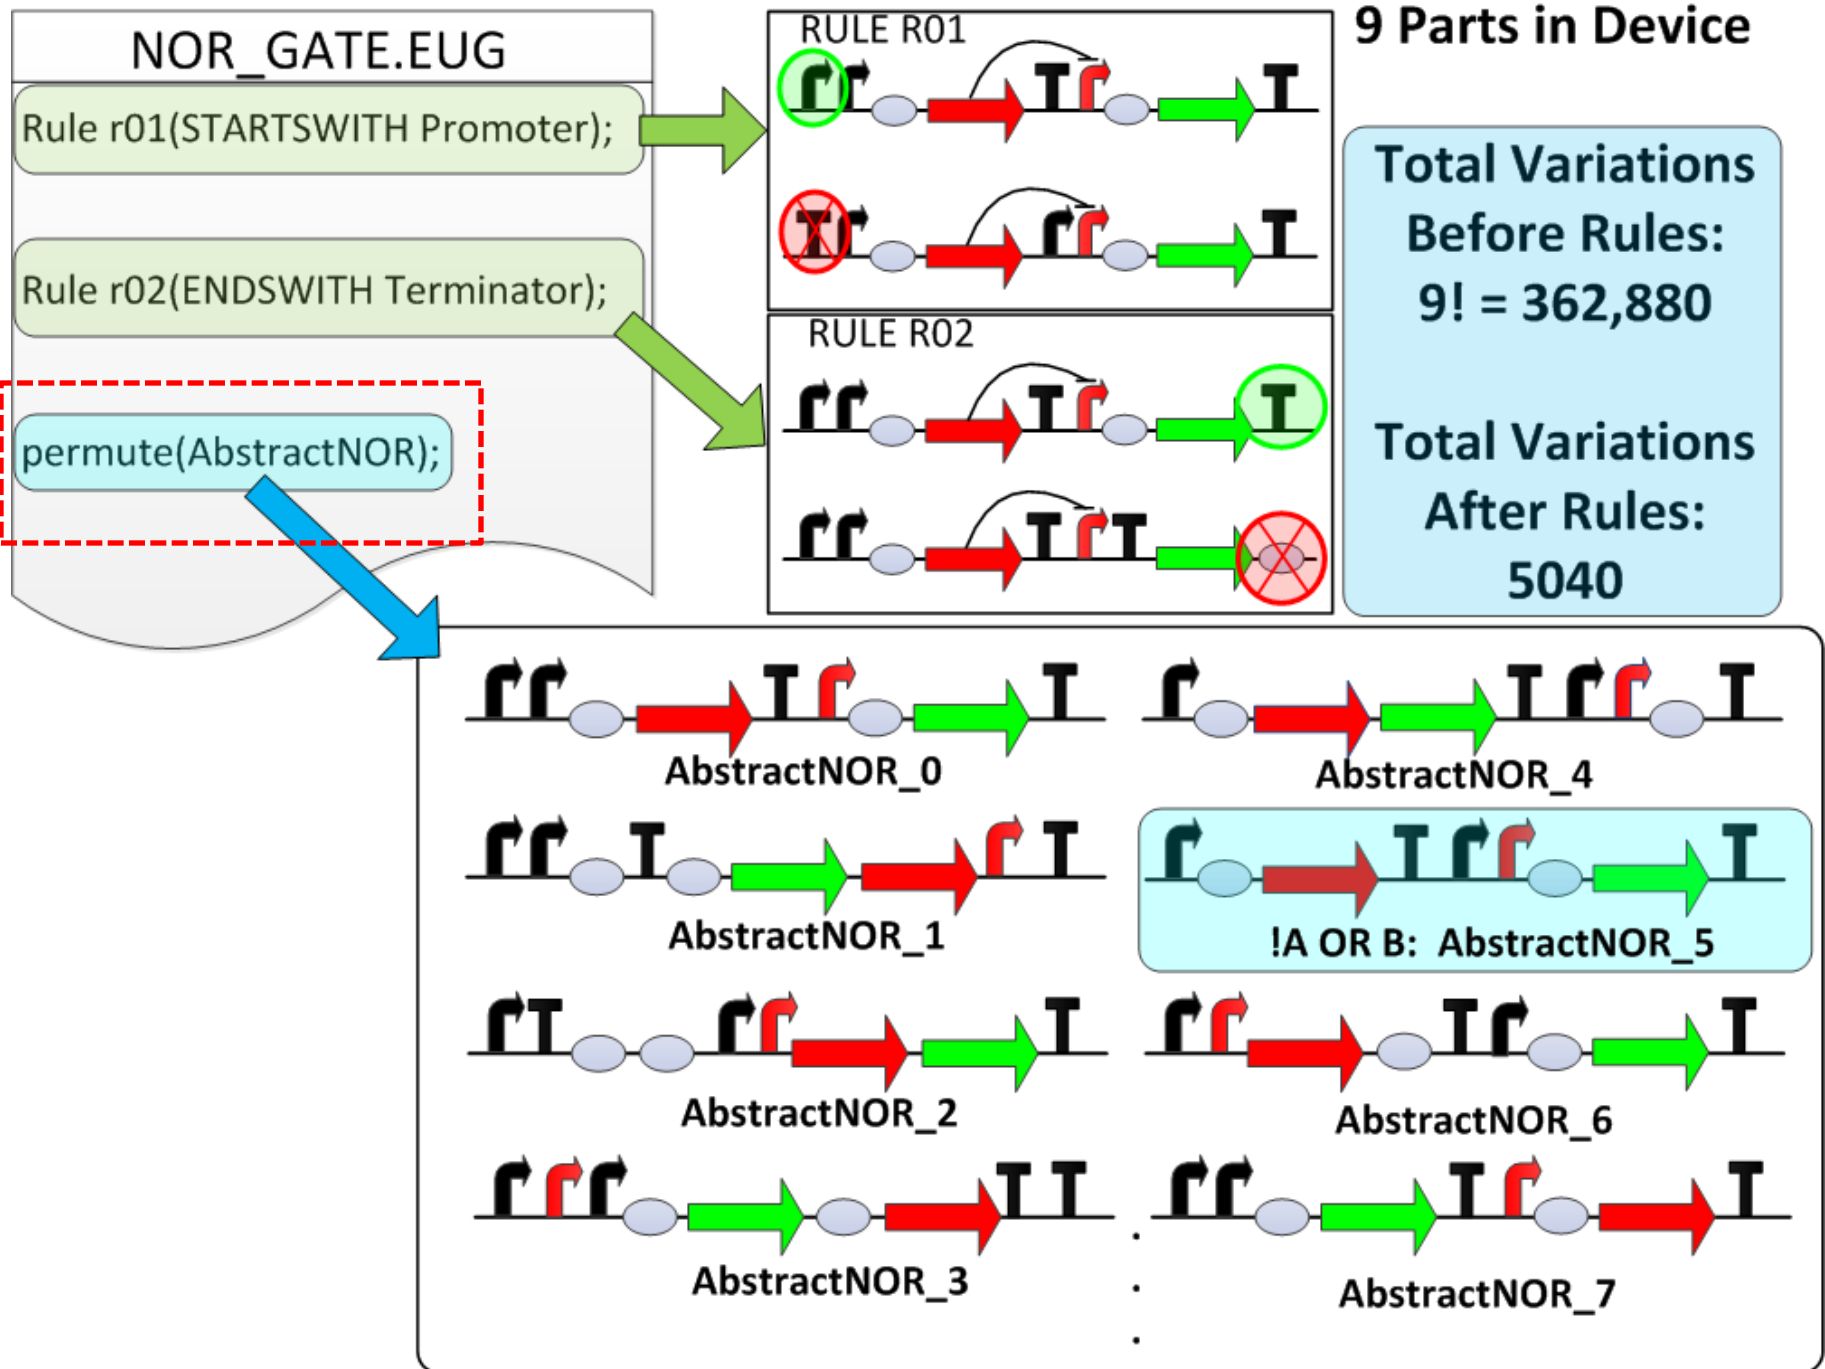 NOR_GATE.EUG
Rule r01(STARTSWITH Promoter);
Rule r02(ENDSWITH Terminator);
permute(AbstractNOR);
RULE R01
RULE R02
9 Parts in Device
Total Variations
Before Rules:
9! = 362,880
Total Variations
After Rules:
5040
AbstractNOR_0
AbstractNOR_4
AbstractNOR_1
!A OR B: AbstractNOR_5
AbstractNOR_2
AbstractNOR_6
AbstractNOR_3
AbstractNOR_7